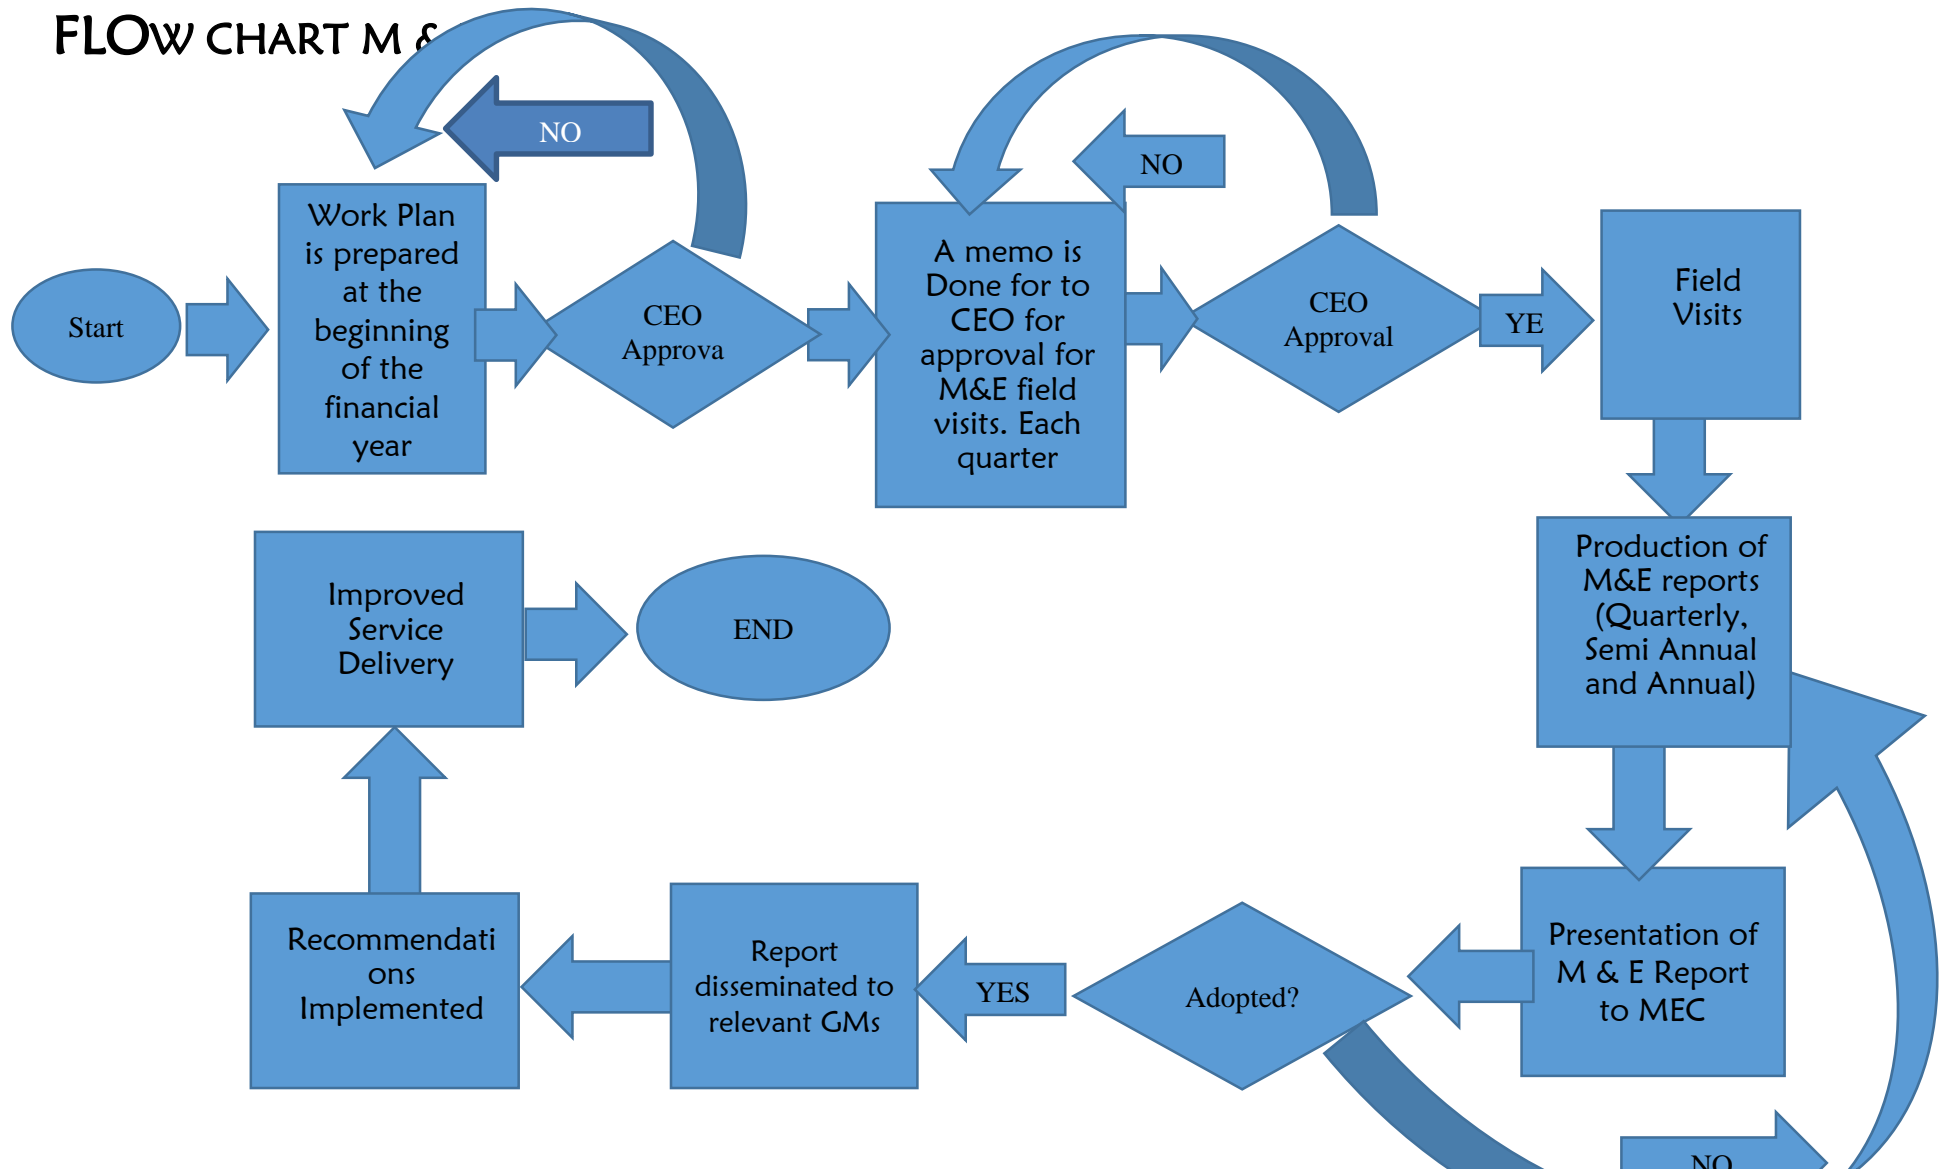 FLOW CHART M &
NO
NO
Start
Work Plan
is prepared
at the
beginning
of the
financial
year
CEO
Approva
A memo is
Done for to
CEO for
approval for
M&E field
visits. Each
quarter
CEO
Approval
YE
Field
Visits
Production of
M&E reports
(Quarterly,
Semi Annual
and Annual)
Improved
Service
Delivery
END
Presentation of
M & E Report
to MEC
Adopted?
YES
Report
disseminated to
relevant GMs
Recommendati
ons
Implemented
NO